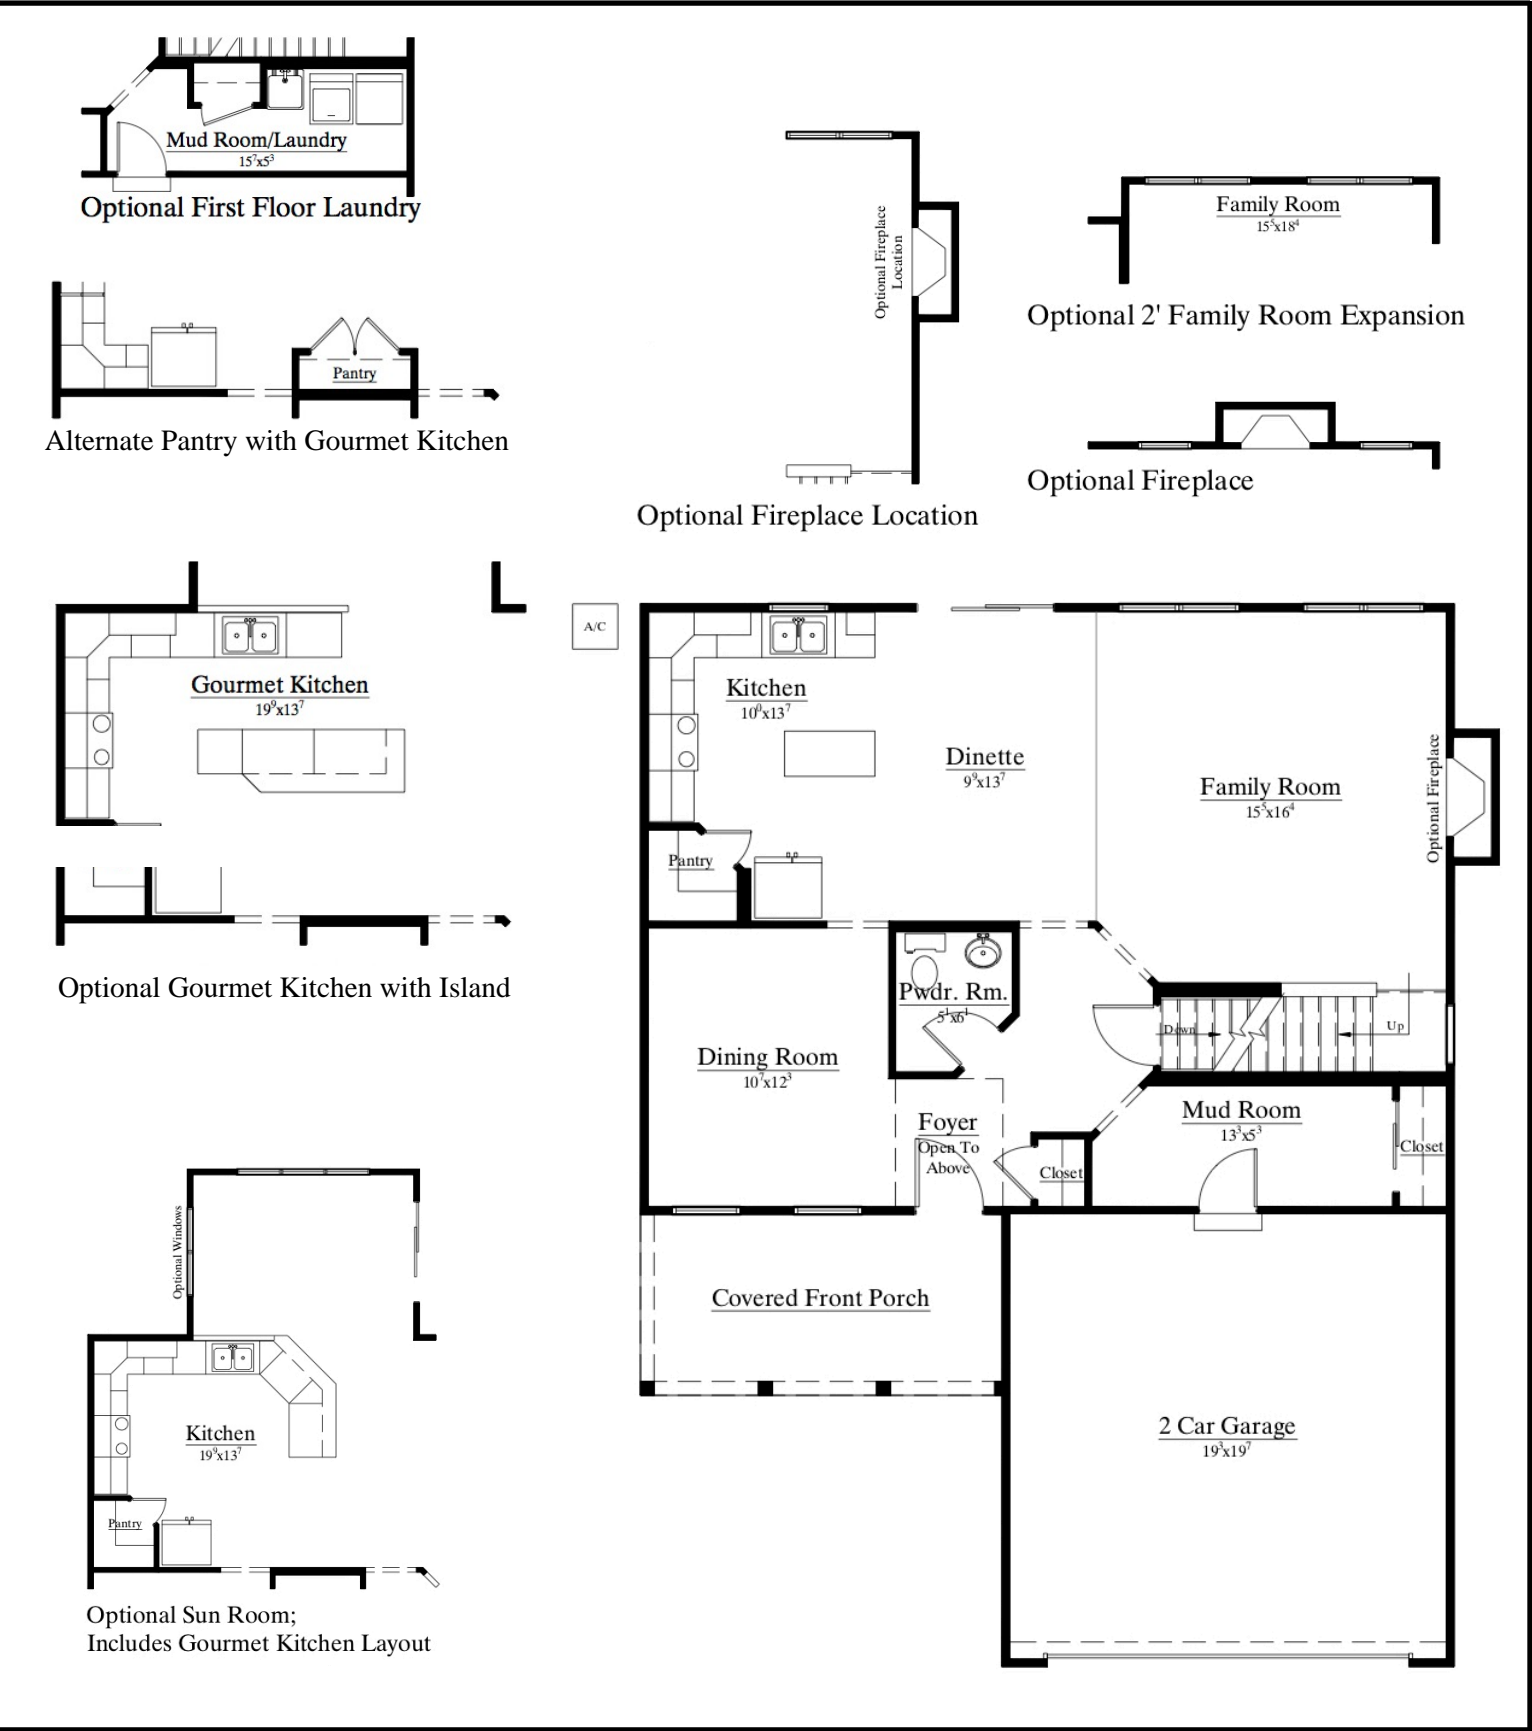 Mud Room/Laundry
15⁷x5³
Optional First Floor Laundry
Pantry
Alternate Pantry with Gourmet Kitchen
Optional Fireplace
Location
Optional Fireplace Location
Family Room
15⁵x18⁴
Optional 2' Family Room Expansion
Optional Fireplace
Gourmet Kitchen
19⁹x13⁷
Optional Gourmet Kitchen with Island
Optional Windows
Kitchen
19⁹x13⁷
Pantry
Optional Sun Room;
Includes Gourmet Kitchen Layout
A/C
Kitchen
10⁰x13⁷
Dinette
9⁹x13⁷
Family Room
15⁵x16⁴
Optional Fireplace
Pantry
Pwdr. Rm.
5¹x6¹
Down
Up
Dining Room
10⁷x12³
Foyer
Open To
Above
Closet
Mud Room
13³x5³
Closet
Covered Front Porch
2 Car Garage
19³x19⁷